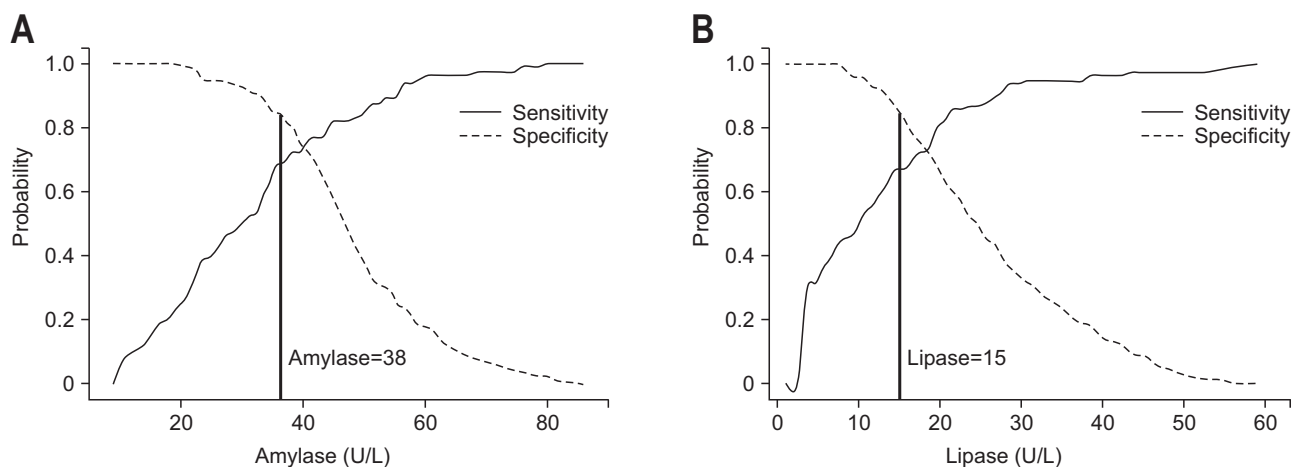 A
Probability
1.0
0.8
0.6
0.4
0.2
0
Sensitivity
Specificity
Amylase=38
20 40 60 80
Amylase (U/L)
B
Probability
1.0
0.8
0.6
0.4
0.2
0
Sensitivity
Specificity
Lipase=15
0 10 20 30 40 50 60
Lipase (U/L)